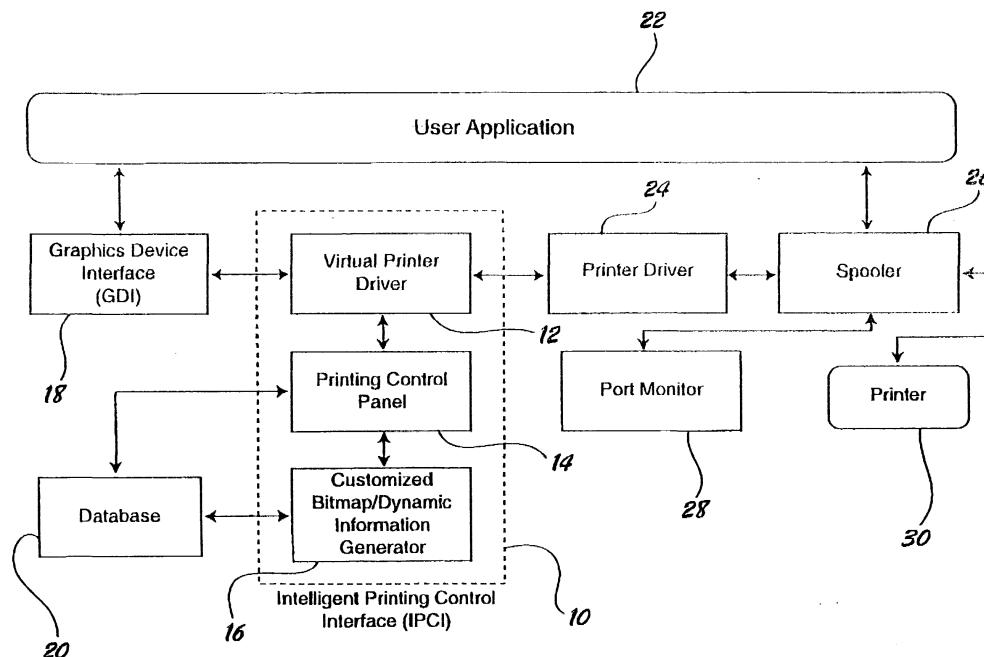 22
User Application
24
26
Graphics Device
Interface
(GDI)
Virtual Printer
Driver
Printer Driver
Spooler
12
18
Printing Control
Panel
Port Monitor
Printer
14
28
30
Database
Customized
Bitmap/Dynamic
Information
Generator
20
16
Intelligent Printing Control
Interface (IPCI)
10